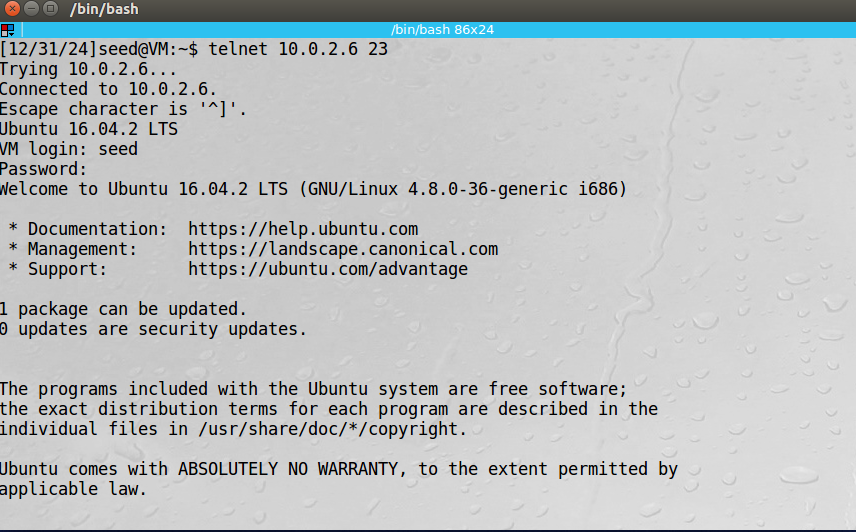 /bin/bash
/bin/bash 86x24
[12/31/24]seed@VM:~$ telnet 10.0.2.6 23
Trying 10.0.2.6...
Connected to 10.0.2.6.
Escape character is '^]'.
Ubuntu 16.04.2 LTS
VM login: seed
Password:
Welcome to Ubuntu 16.04.2 LTS (GNU/Linux 4.8.0-36-generic i686)
* Documentation:  https://help.ubuntu.com
* Management:     https://landscape.canonical.com
* Support:        https://ubuntu.com/advantage
1 package can be updated.
0 updates are security updates.
The programs included with the Ubuntu system are free software;
the exact distribution terms for each program are described in the
individual files in /usr/share/doc/*/copyright.
Ubuntu comes with ABSOLUTELY NO WARRANTY, to the extent permitted by
applicable law.